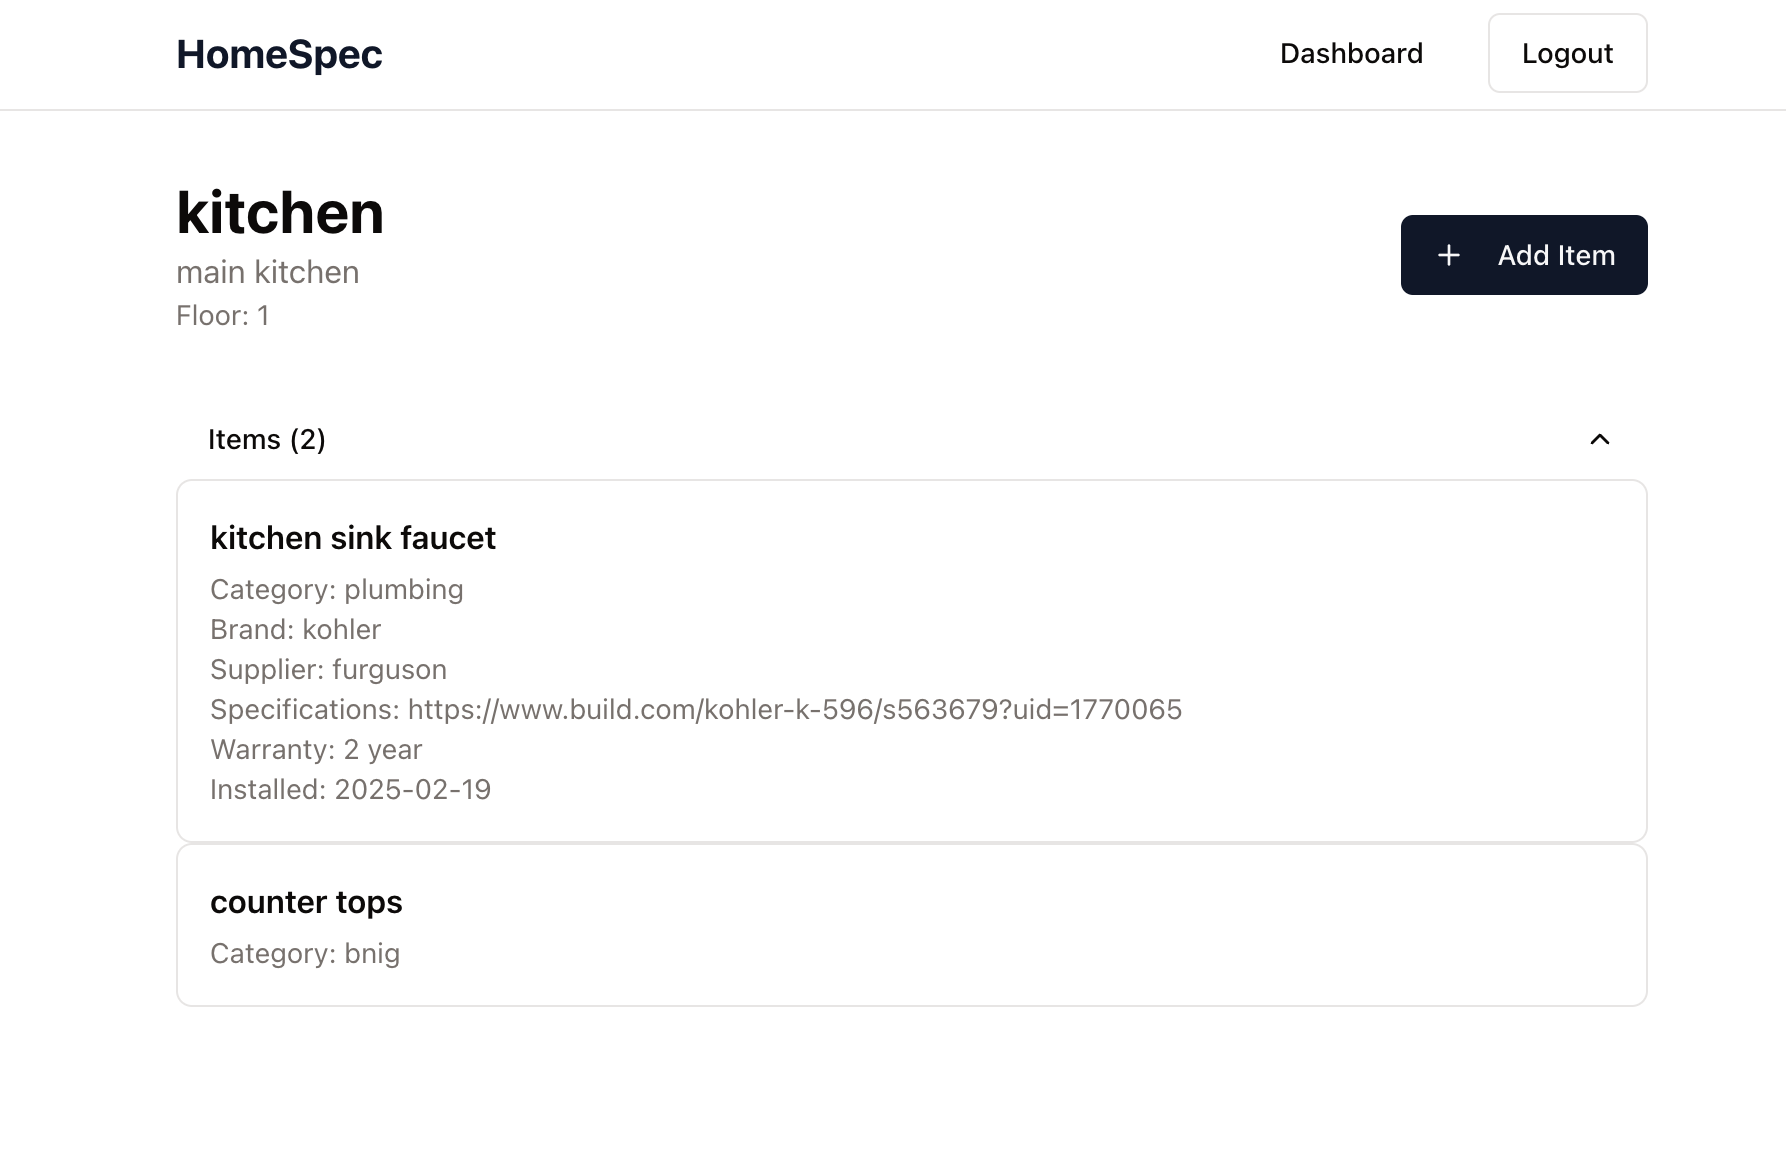 HomeSpec
Dashboard
Logout
kitchen
main kitchen
Floor: 1
+ Add Item
Items (2)
kitchen sink faucet
Category: plumbing
Brand: kohler
Supplier: furguson
Specifications: https://www.build.com/kohler-k-596/s563679?uid=1770065
Warranty: 2 year
Installed: 2025-02-19
counter tops
Category: bnig